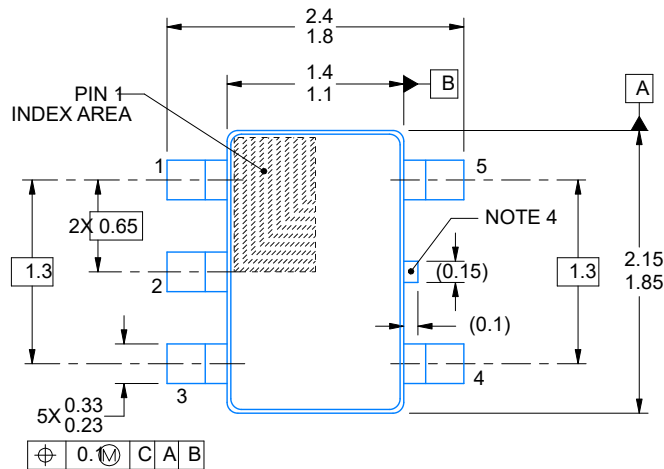 2.4
1.8
1.4
1.1
B
A
PIN 1
INDEX AREA
1
5
2X 0.65
NOTE 4
1.3
2
(0.15)
1.3
2.15
1.85
(0.1)
3
4
5X 0.33
0.23
0.1Ⓜ C A B